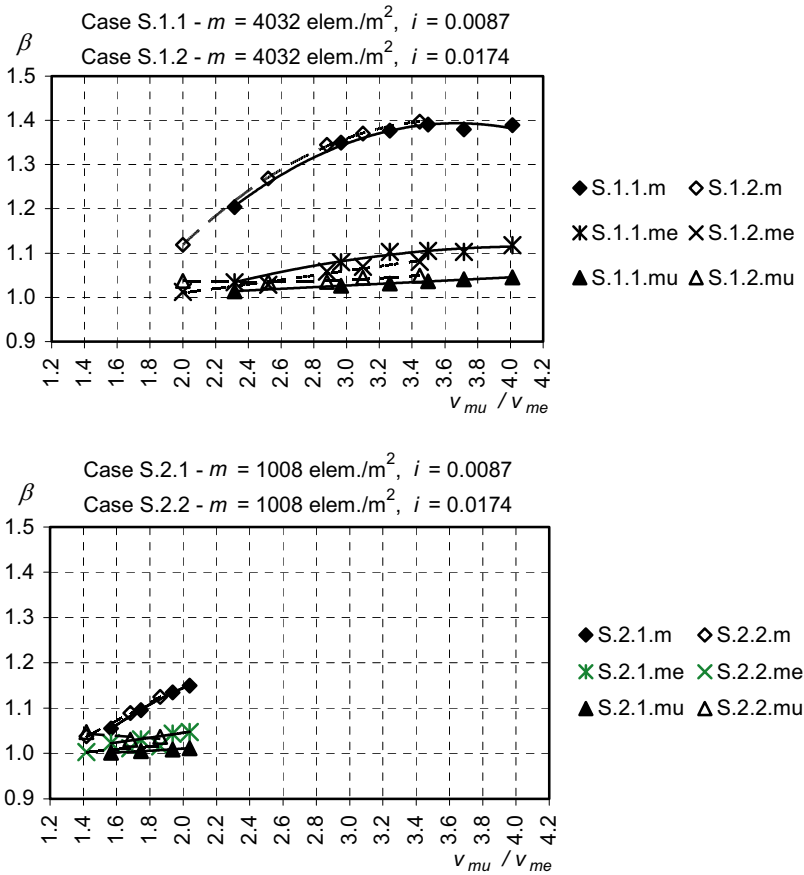 Case S.1.1 - m = 4032 elem./m², i = 0.0087
Case S.1.2 - m = 4032 elem./m², i = 0.0174
β
1.5
1.4
1.3
1.2
1.1
1.0
0.9
1.2 1.4 1.6 1.8 2.0 2.2 2.4 2.6 2.8 3.0 3.2 3.4 3.6 3.8 4.0 4.2
v mu / v me
S.1.1.m S.1.2.m
S.1.1.me S.1.2.me
S.1.1.mu S.1.2.mu
Case S.2.1 - m = 1008 elem./m², i = 0.0087
Case S.2.2 - m = 1008 elem./m², i = 0.0174
β
1.5
1.4
1.3
1.2
1.1
1.0
0.9
1.4 1.6 1.8 2.0 2.2 2.4 2.6 2.8 3.0 3.2 3.4 3.6 3.8 4.0 4.2
v mu / v me
S.2.1.m S.2.2.m
S.2.1.me S.2.2.me
S.2.1.mu S.2.2.mu